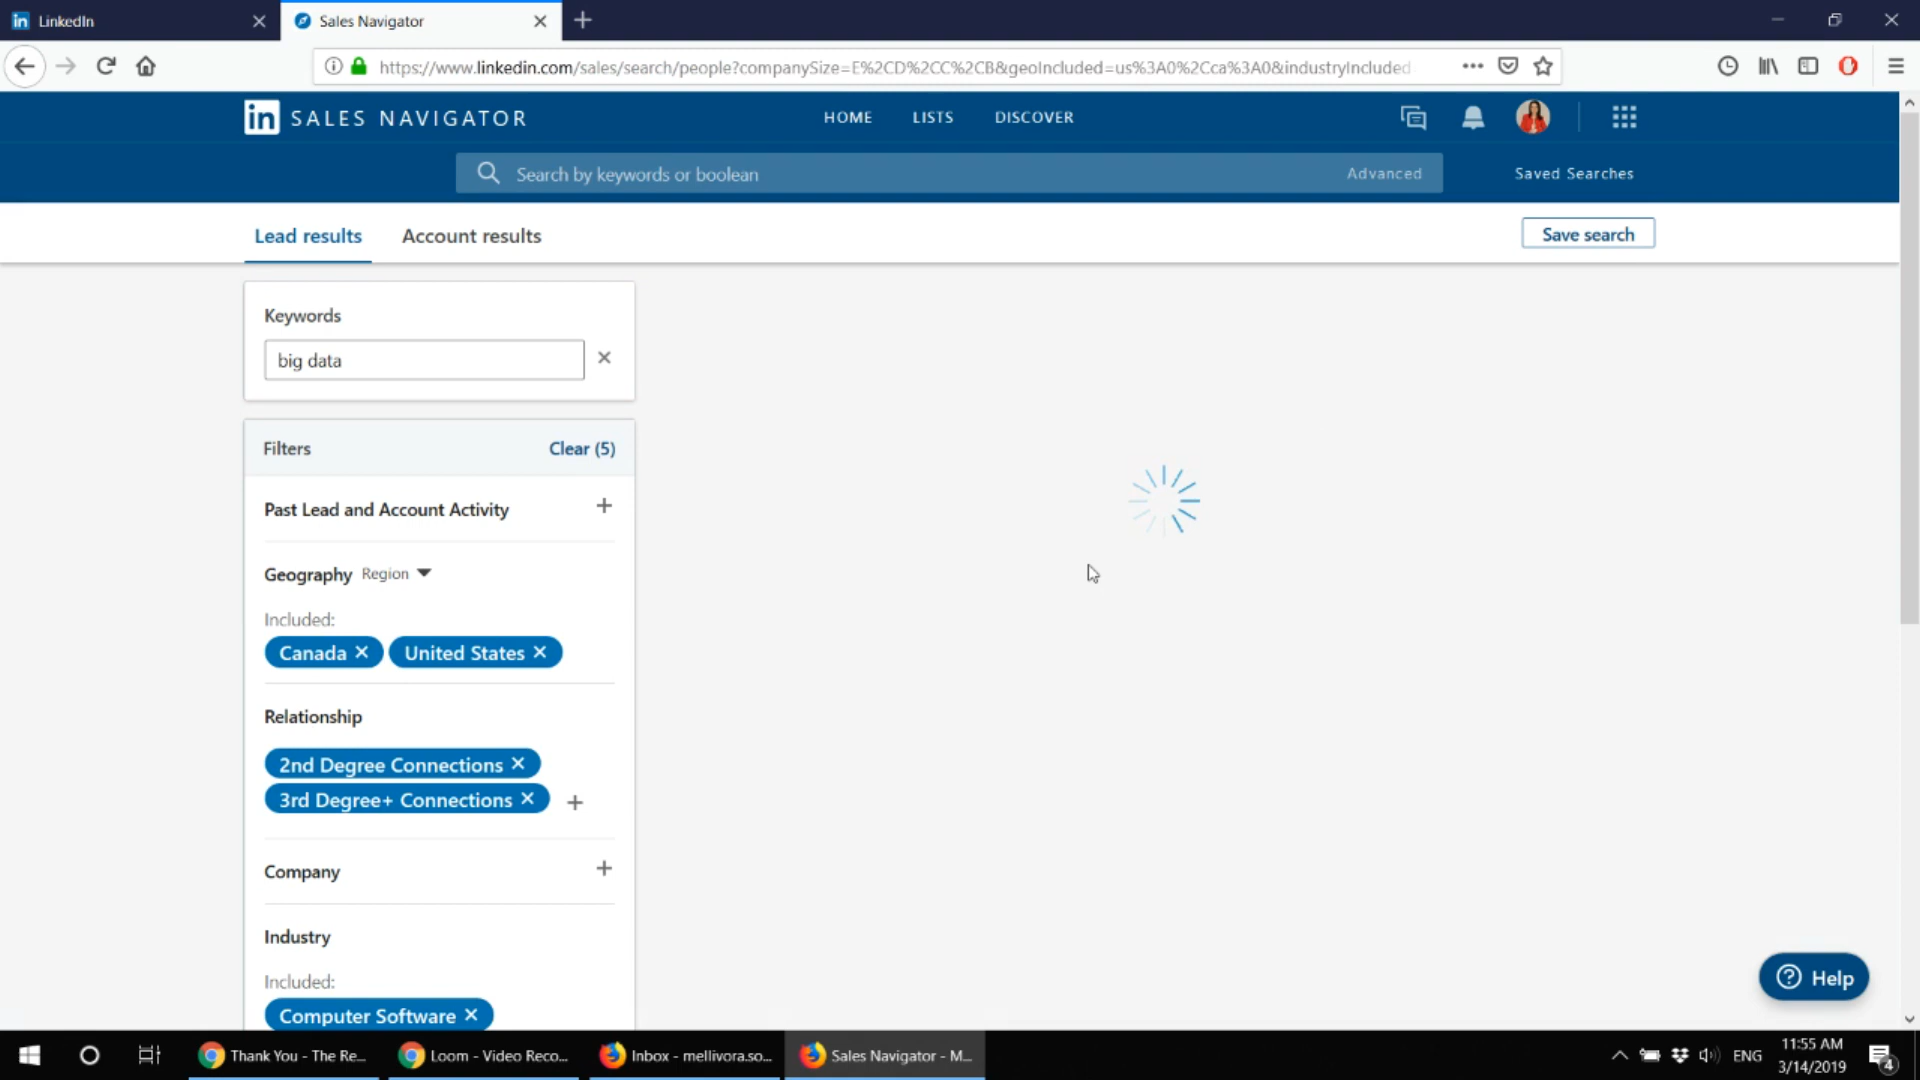 LinkedIn
Sales Navigator
https://www.linkedin.com/sales/search/people?companySize=E%2CD%2CC%2CB&geoIncluded=us%3A0%2Cca%3A0&industryIncluded
in SALES NAVIGATOR
HOME
LISTS
DISCOVER
Search by keywords or boolean
Advanced
Saved Searches
Lead results
Account results
Save search
Keywords
big data
Filters
Clear (5)
Past Lead and Account Activity
Geography Region
Included:
Canada
United States
Relationship
2nd Degree Connections
3rd Degree+ Connections
Company
Industry
Included:
Computer Software
Help
Thank You - The Re...
Loom - Video Reco...
Inbox - mellivora.so...
Sales Navigator - M...
ENG
11:55 AM
3/14/2019
4